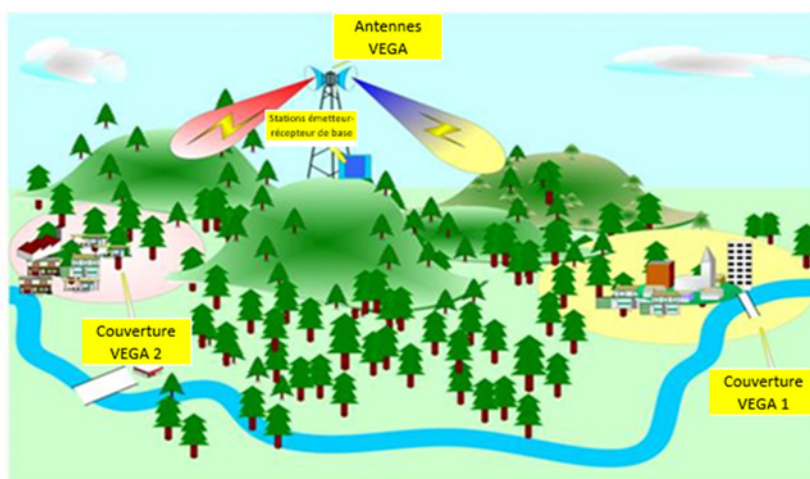 Antennes
VEGA
Stations émetteur-
récepteur de base
Couverture
VEGA 2
Couverture
VEGA 1